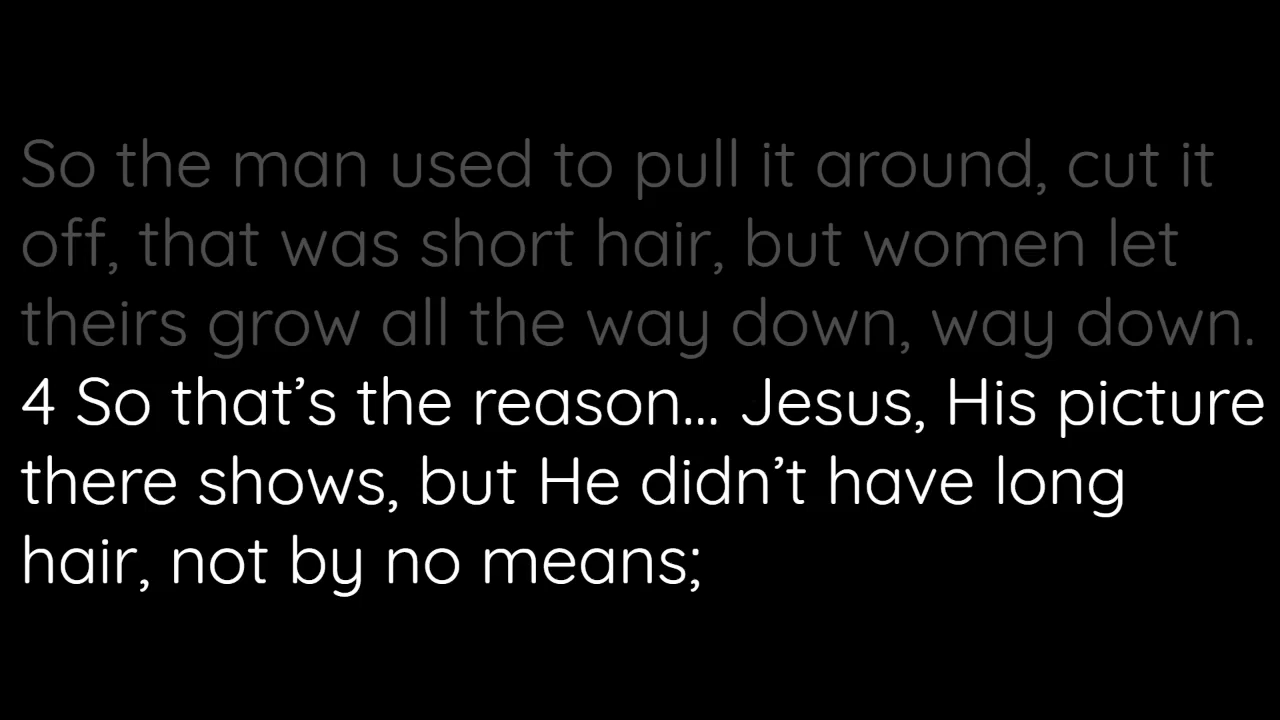 So the man used to pull it around, cut it
off, that was short hair, but women let
theirs grow all the way down, way down.
4 So that’s the reason... Jesus, His picture
there shows, but He didn’t have long
hair, not by no means;